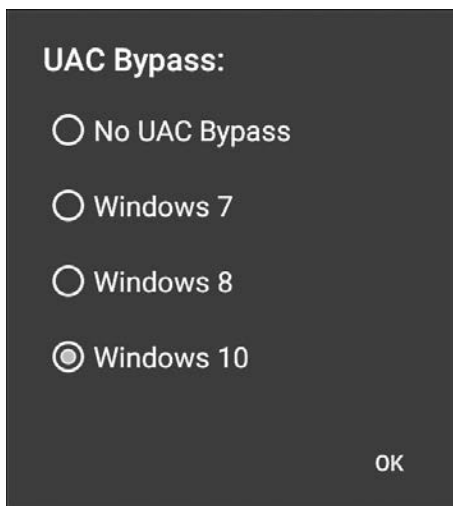 UAC Bypass:
No UAC Bypass
Windows 7
Windows 8
Windows 10
OK